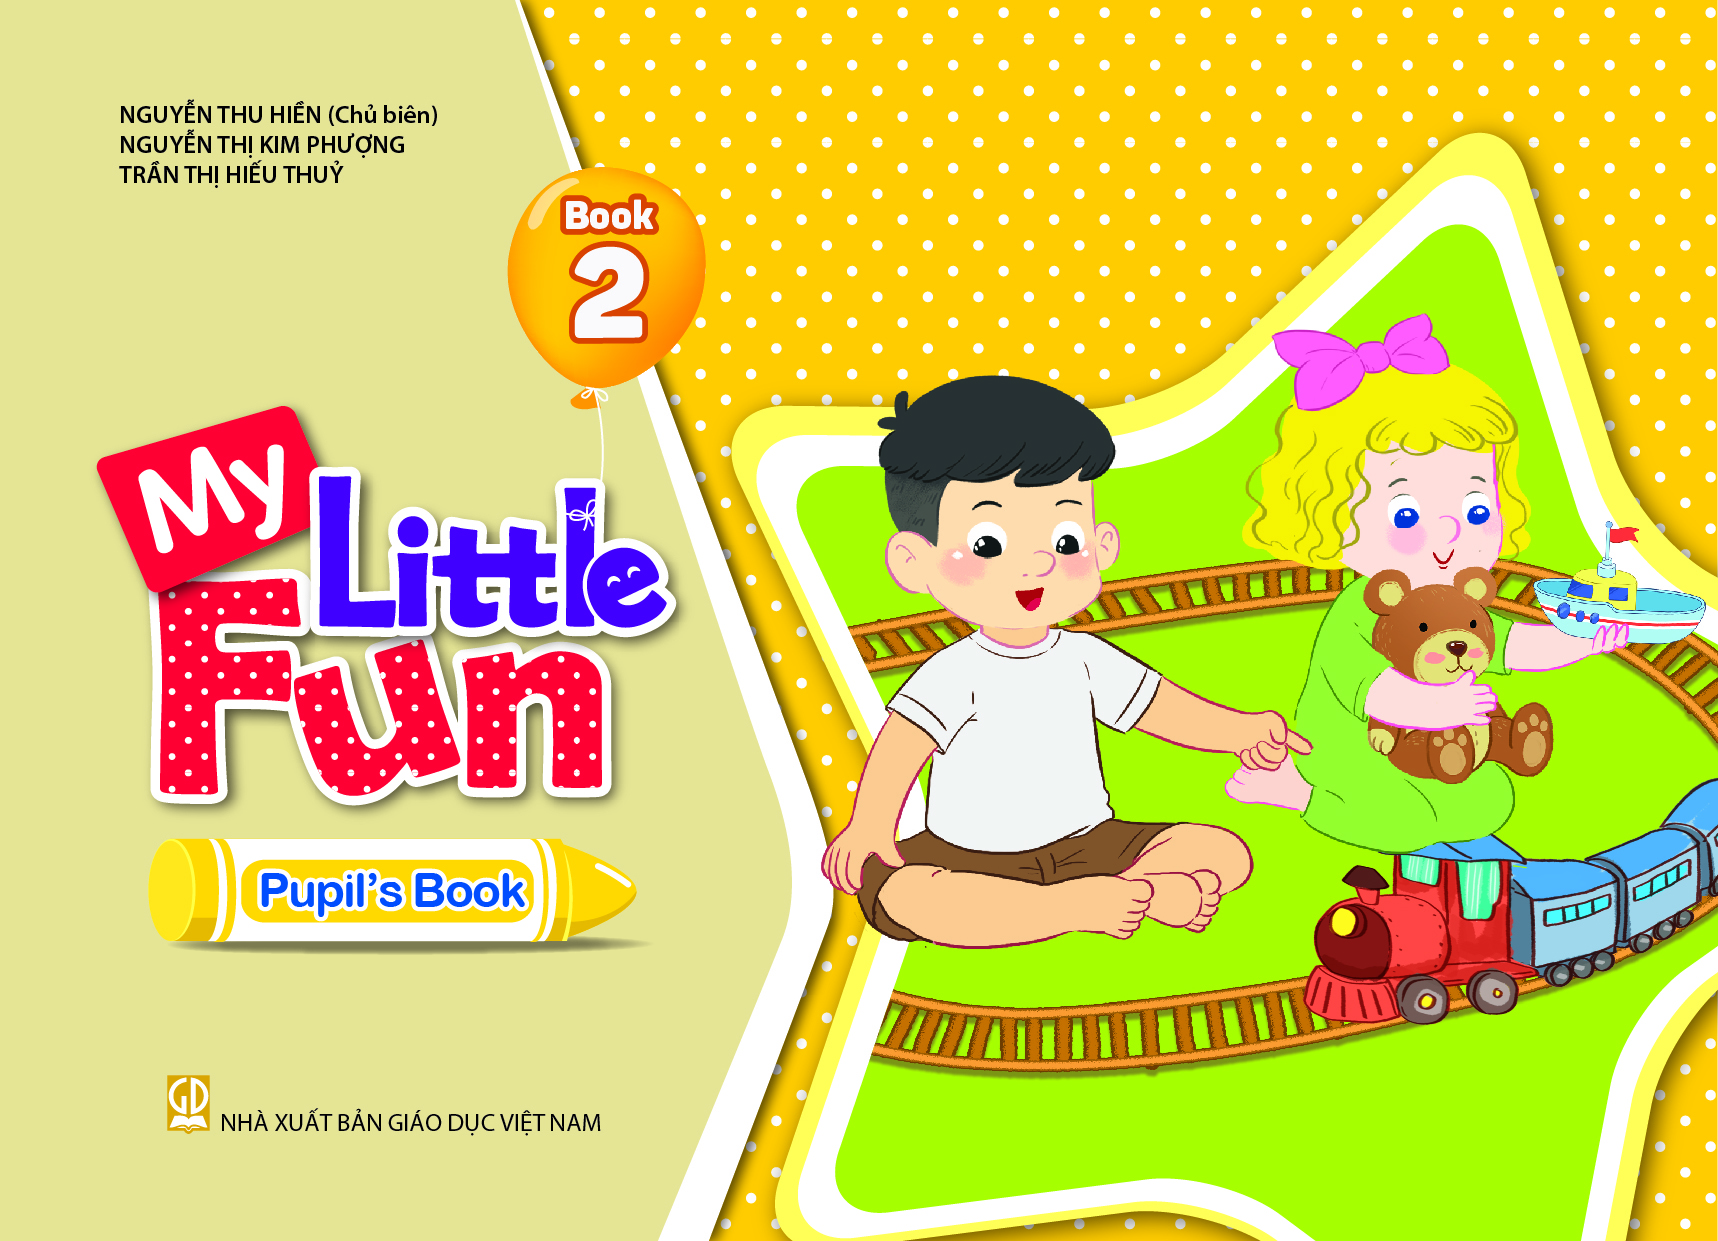 NGUYỄN THU HIỀN (Chủ biên)
NGUYỄN THỊ KIM PHƯỢNG
TRẦN THỊ HIẾU THUỶ
Book
2
My
Little
Fun
Pupil's Book
GD
NHÀ XUẤT BẢN GIÁO DỤC VIỆT NAM